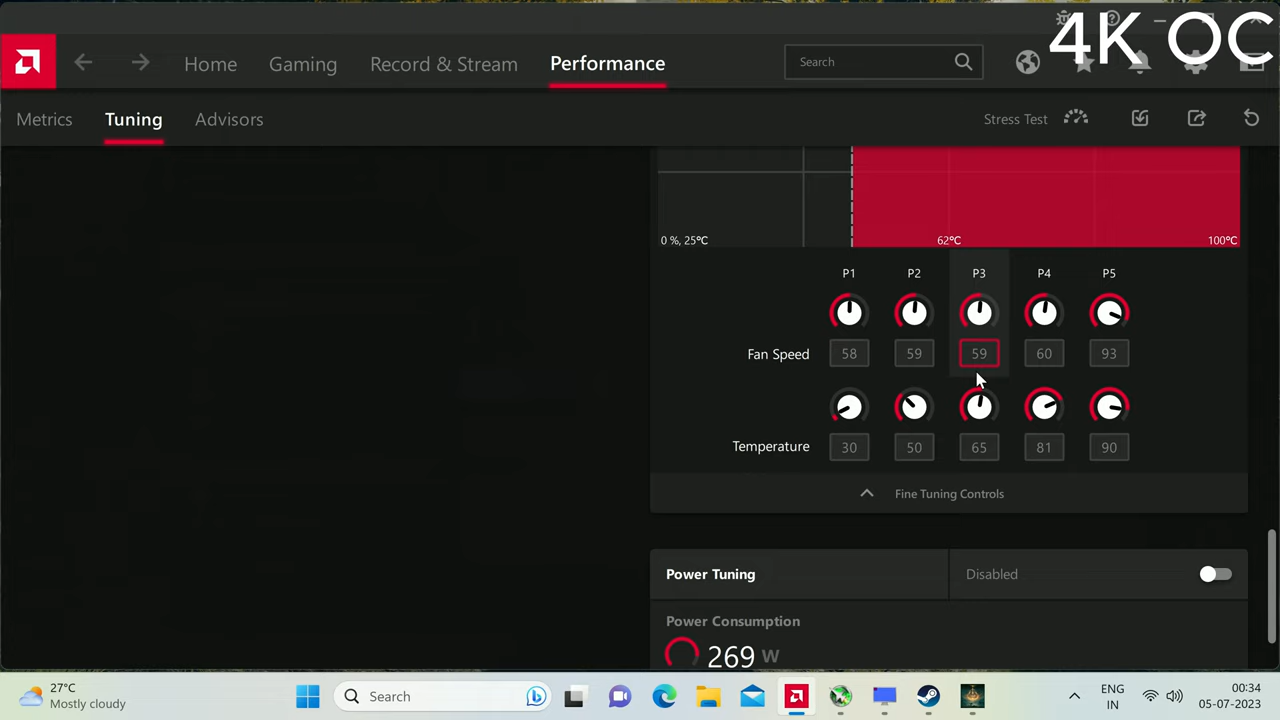 4K OC
Home Gaming Record & Stream Performance Search
Metrics Tuning Advisors Stress Test
0 %, 25°C 62°C 100°C
P1 P2 P3 P4 P5
Fan Speed 58 59 59 60 93
Temperature 30 50 65 81 90
Fine Tuning Controls
Power Tuning Disabled
Power Consumption
269 W
27°C
Mostly cloudy
Search
ENG
IN
00:34
05-07-2023